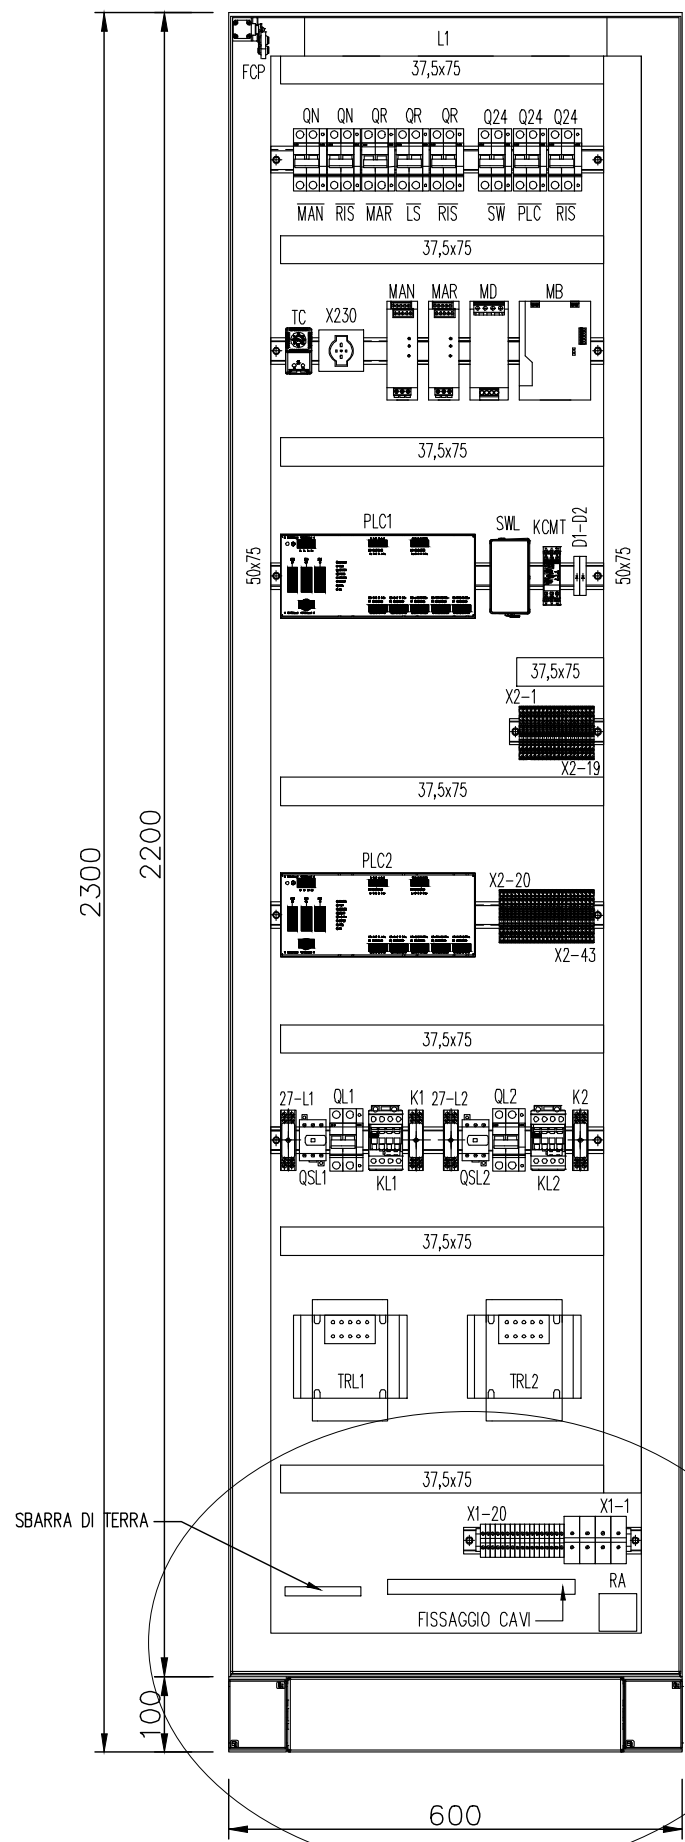 L1
FCP
37,5x75
QN QN QR QR QR Q24 Q24 Q24
MAN RIS MAR LS RIS SW PLC RIS
37,5x75
TC X230 MAN MAR MD MB
37,5x75
PLC1 SWL KCMT D1-D2
50x75 50x75
37,5x75
X2-1
X2-19
37,5x75
2300 2200
PLC2 X2-20
X2-43
37,5x75
27-L1 QL1 K1 27-L2 QL2 K2
QSL1 KL1 QSL2 KL2
37,5x75
TRL1 TRL2
37,5x75
SBARRA DI TERRA X1-20 X1-1
RA
FISSAGGIO CAVI
100
600